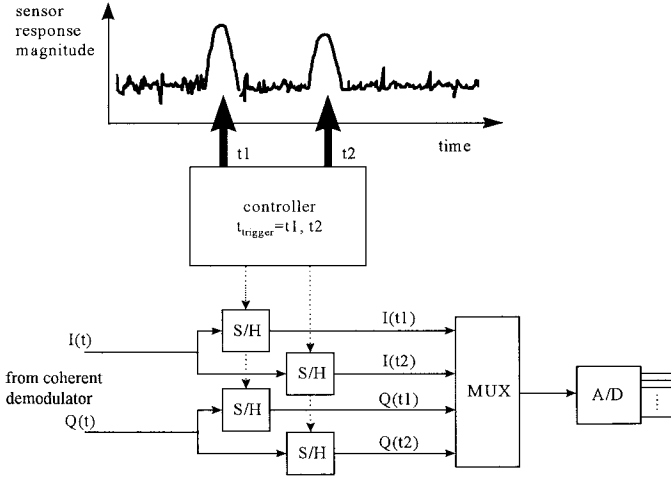 sensor
response
magnitude
t1
t2
time
controller
t_trigger=t1, t2
I(t)
S/H
I(t1)
S/H
I(t2)
from coherent
demodulator
S/H
Q(t1)
Q(t)
S/H
Q(t2)
MUX
A/D